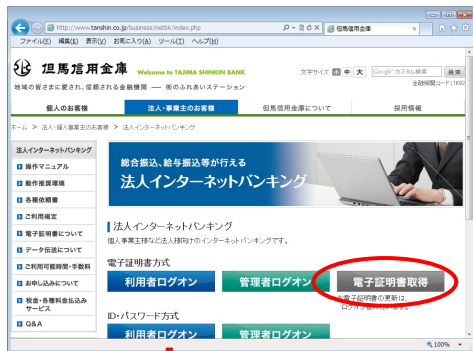 http://www.tanshin.co.jp/business/netbk/index.php
但馬信用金庫
ファイル(F) 編集(E) 表示(V) お気に入り(A) ツール(T) ヘルプ(H)
但馬信用金庫 Welcome to TAJIMA SHINKIN BANK
文字サイズ 小 中 大
Google カスタム検索
検索
地域の皆さまに愛され、信頼される金融機関 ― 街のふれあいステーション
金融機関コード:1692
個人のお客様
法人・事業主のお客様
但馬信用金庫について
採用情報
ホーム > 法人・個人事業主のお客様 > 法人インターネットバンキング
法人インターネットバンキング
操作マニュアル
動作推奨環境
各種依頼書
ご利用規定
電子証明書について
データ伝送について
ご利用可能時間・手数料
お申し込みについて
税金・各種料金払込み
サービス
Q&A
総合振込、給与振込等が行える
法人インターネットバンキング
法人インターネットバンキング
個人事業主様など法人様向けのインターネットバンキングです。
電子証明書方式
利用者ログオン
管理者ログオン
電子証明書取得
※電子証明書の更新は、
ID・パスワード方式
利用者ログオン
管理者ログオン
100%